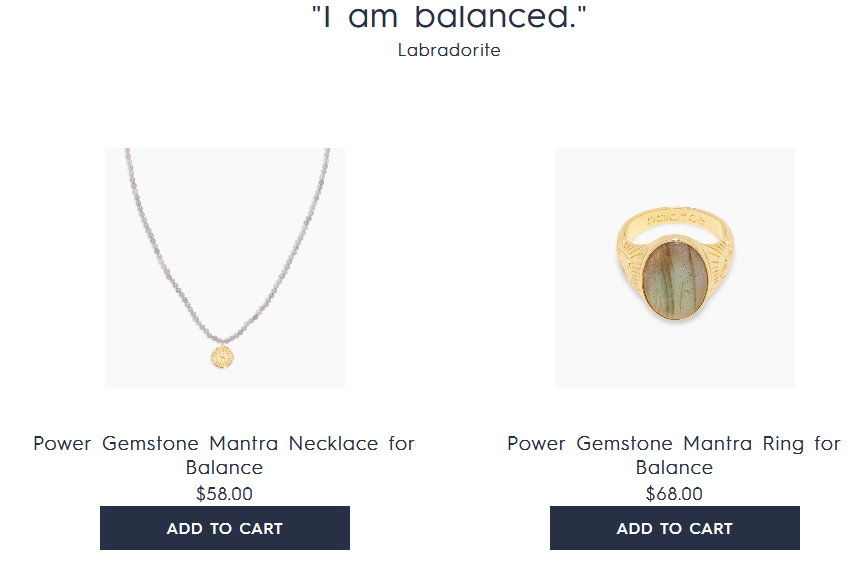 "I am balanced."
Labradorite
balance
Power Gemstone Mantra Necklace for
Balance
$58.00
ADD TO CART
Power Gemstone Mantra Ring for
Balance
$68.00
ADD TO CART